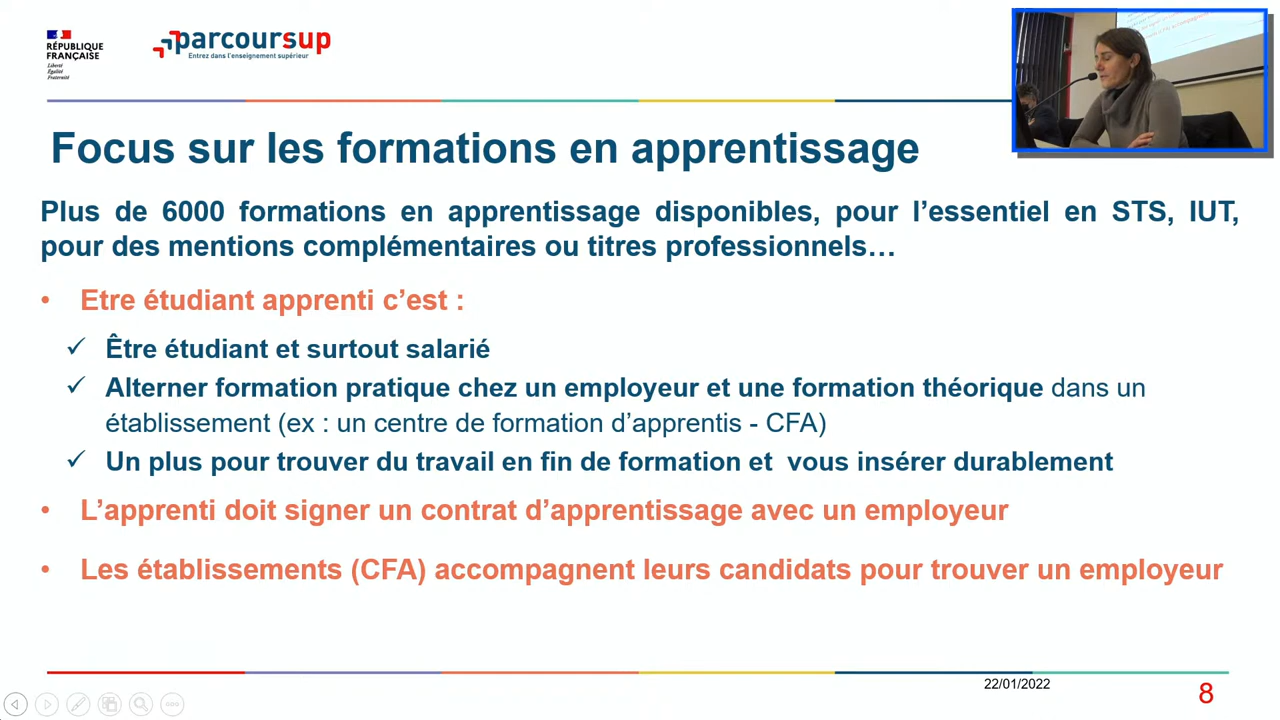 RÉPUBLIQUE
FRANÇAISE
Liberté
Égalité
Fraternité
parcoursup
Entrez dans l'enseignement supérieur
Focus sur les formations en apprentissage
Plus de 6000 formations en apprentissage disponibles, pour l’essentiel en STS, IUT,
pour des mentions complémentaires ou titres professionnels…
• Etre étudiant apprenti c’est :
✓ Être étudiant et surtout salarié
✓ Alterner formation pratique chez un employeur et une formation théorique dans un
établissement (ex : un centre de formation d’apprentis - CFA)
✓ Un plus pour trouver du travail en fin de formation et vous insérer durablement
• L’apprenti doit signer un contrat d’apprentissage avec un employeur
• Les établissements (CFA) accompagnent leurs candidats pour trouver un employeur
22/01/2022
8